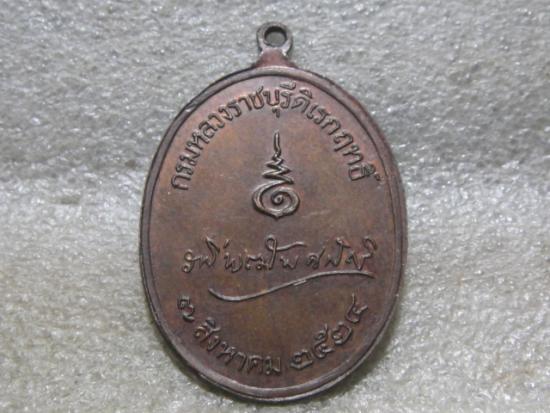 กรมหลวงราชบุรีดิเรกฤทธิ์
๗ สิงหาคม ๒๕๒๔